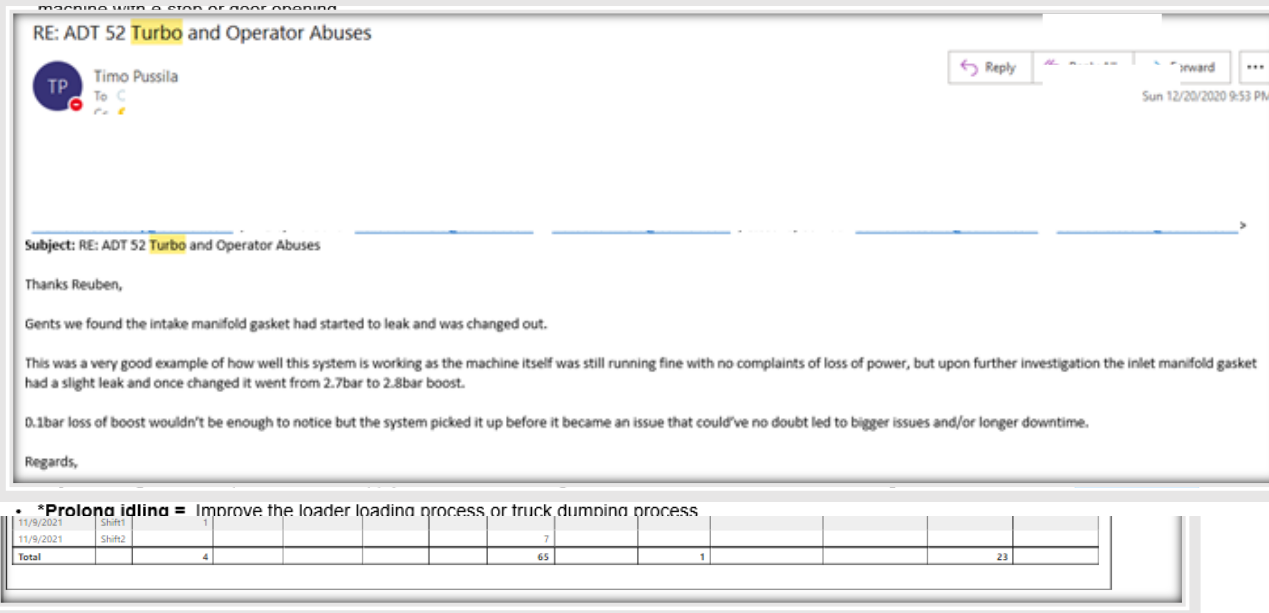 machine with e-stop or door opening
RE: ADT 52 Turbo and Operator Abuses
TP
Timo Pussila
To
Reply
Forward
...
Sun 12/20/2020 9:53 PM
Subject: RE: ADT 52 Turbo and Operator Abuses
Thanks Reuben,
Gents we found the intake manifold gasket had started to leak and was changed out.
This was a very good example of how well this system is working as the machine itself was still running fine with no complaints of loss of power, but upon further investigation the inlet manifold gasket
had a slight leak and once changed it went from 2.7bar to 2.8bar boost.
0.1bar loss of boost wouldn't be enough to notice but the system picked it up before it became an issue that could've no doubt led to bigger issues and/or longer downtime.
Regards,
• *Prolong idling = Improve the loader loading process or truck dumping process
11/9/2021 Shift1 1
11/9/2021 Shift2 7
Total 4 65 1 23